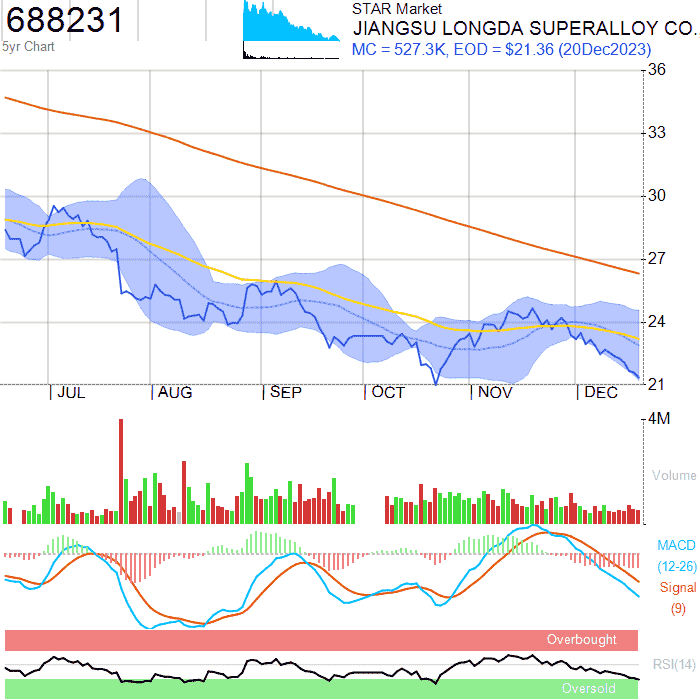 688231
5yr Chart
STAR Market
JIANGSU LONGDA SUPERALLOY CO.
MC = 527.3K, EOD = $21.36 (20Dec2023)
36
33
30
27
24
21
JUL AUG SEP OCT NOV DEC
4M
Volume
MACD
(12-26)
Signal
(9)
Overbought
RSI(14)
Oversold